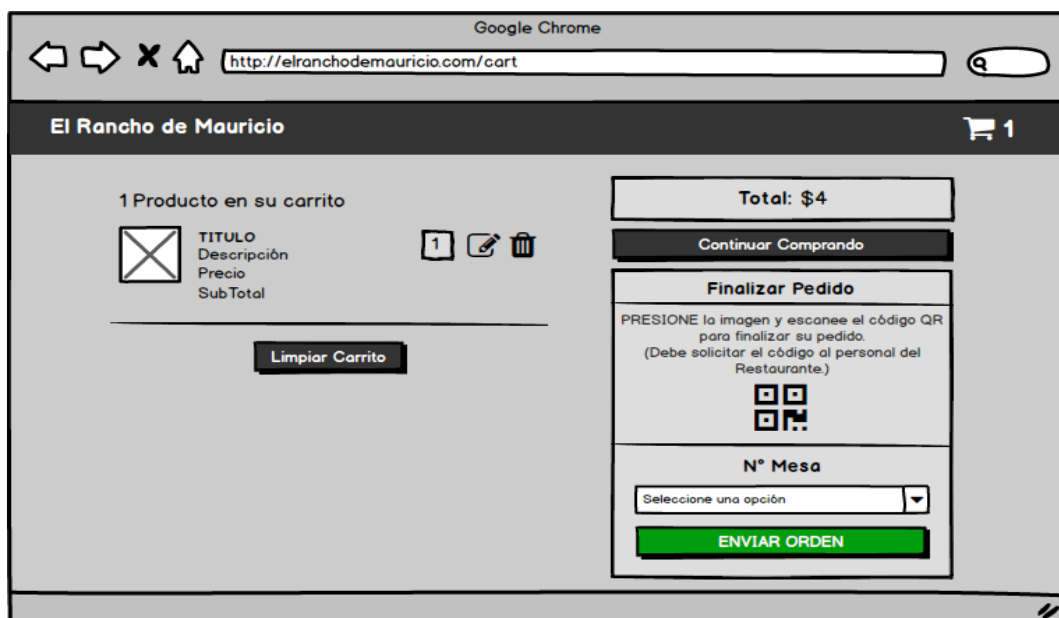 Google Chrome
http://elranchodemauricio.com/cart
El Rancho de Mauricio
1
1 Producto en su carrito
TITULO
Descripción
Precio
SubTotal
1
Limpiar Carrito
Total: $4
Continuar Comprando
Finalizar Pedido
PRESIONE la imagen y escanee el código QR
para finalizar su pedido.
(Debe solicitar el código al personal del
Restaurante.)
N° Mesa
Seleccione una opción
ENVIAR ORDEN